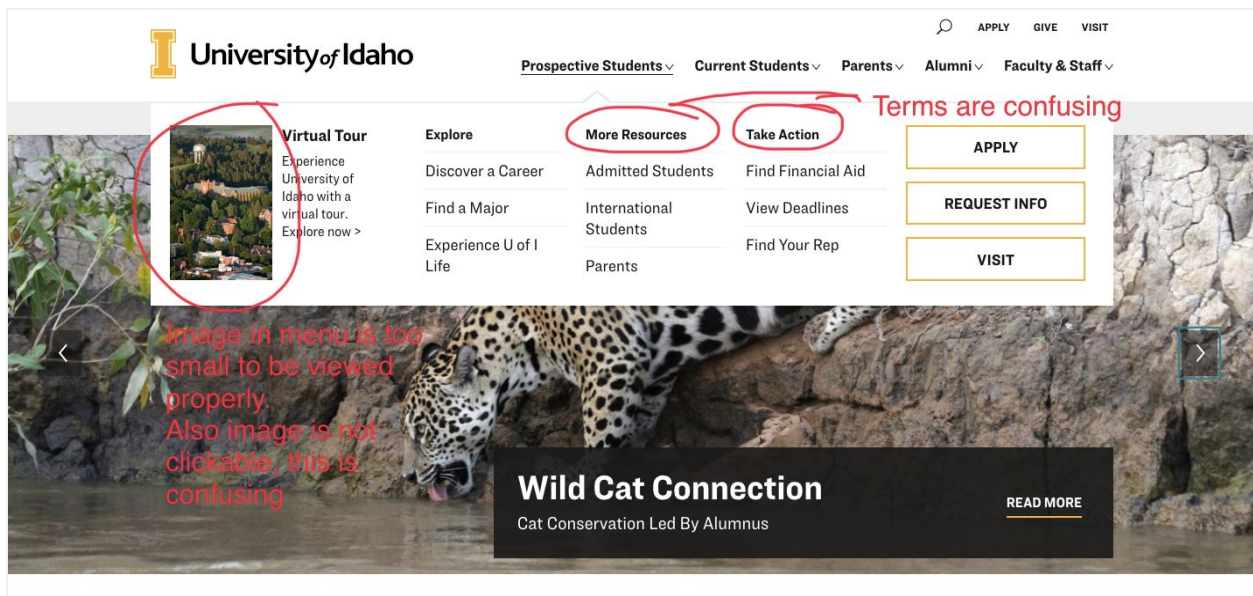 APPLY GIVE VISIT
I University of Idaho
Prospective Students Current Students Parents Alumni Faculty & Staff
Terms are confusing
Virtual Tour
Experience
University of
Idaho with a
virtual tour.
Explore now >
Explore
Discover a Career
Find a Major
Experience U of I
Life
More Resources
Admitted Students
International
Students
Parents
Take Action
Find Financial Aid
View Deadlines
Find Your Rep
APPLY
REQUEST INFO
VISIT
Image in menu is too
small to be viewed
properly.
Also image is not
clickable, this is
confusing
Wild Cat Connection
Cat Conservation Led By Alumnus
READ MORE